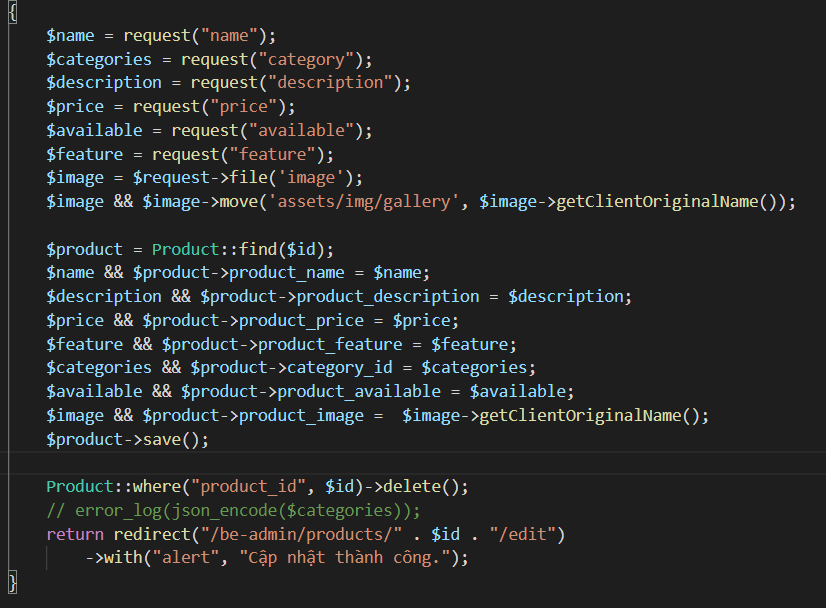 {
$name = request("name");
$categories = request("category");
$description = request("description");
$price = request("price");
$available = request("available");
$feature = request("feature");
$image = $request->file('image');
$image && $image->move('assets/img/gallery', $image->getClientOriginalName());
$product = Product::find($id);
$name && $product->product_name = $name;
$description && $product->product_description = $description;
$price && $product->product_price = $price;
$feature && $product->product_feature = $feature;
$categories && $product->category_id = $categories;
$available && $product->product_available = $available;
$image && $product->product_image =  $image->getClientOriginalName();
$product->save();
Product::where("product_id", $id)->delete();
// error_log(json_encode($categories));
return redirect("/be-admin/products/" . $id . "/edit")
->with("alert", "Cập nhật thành công.");
}